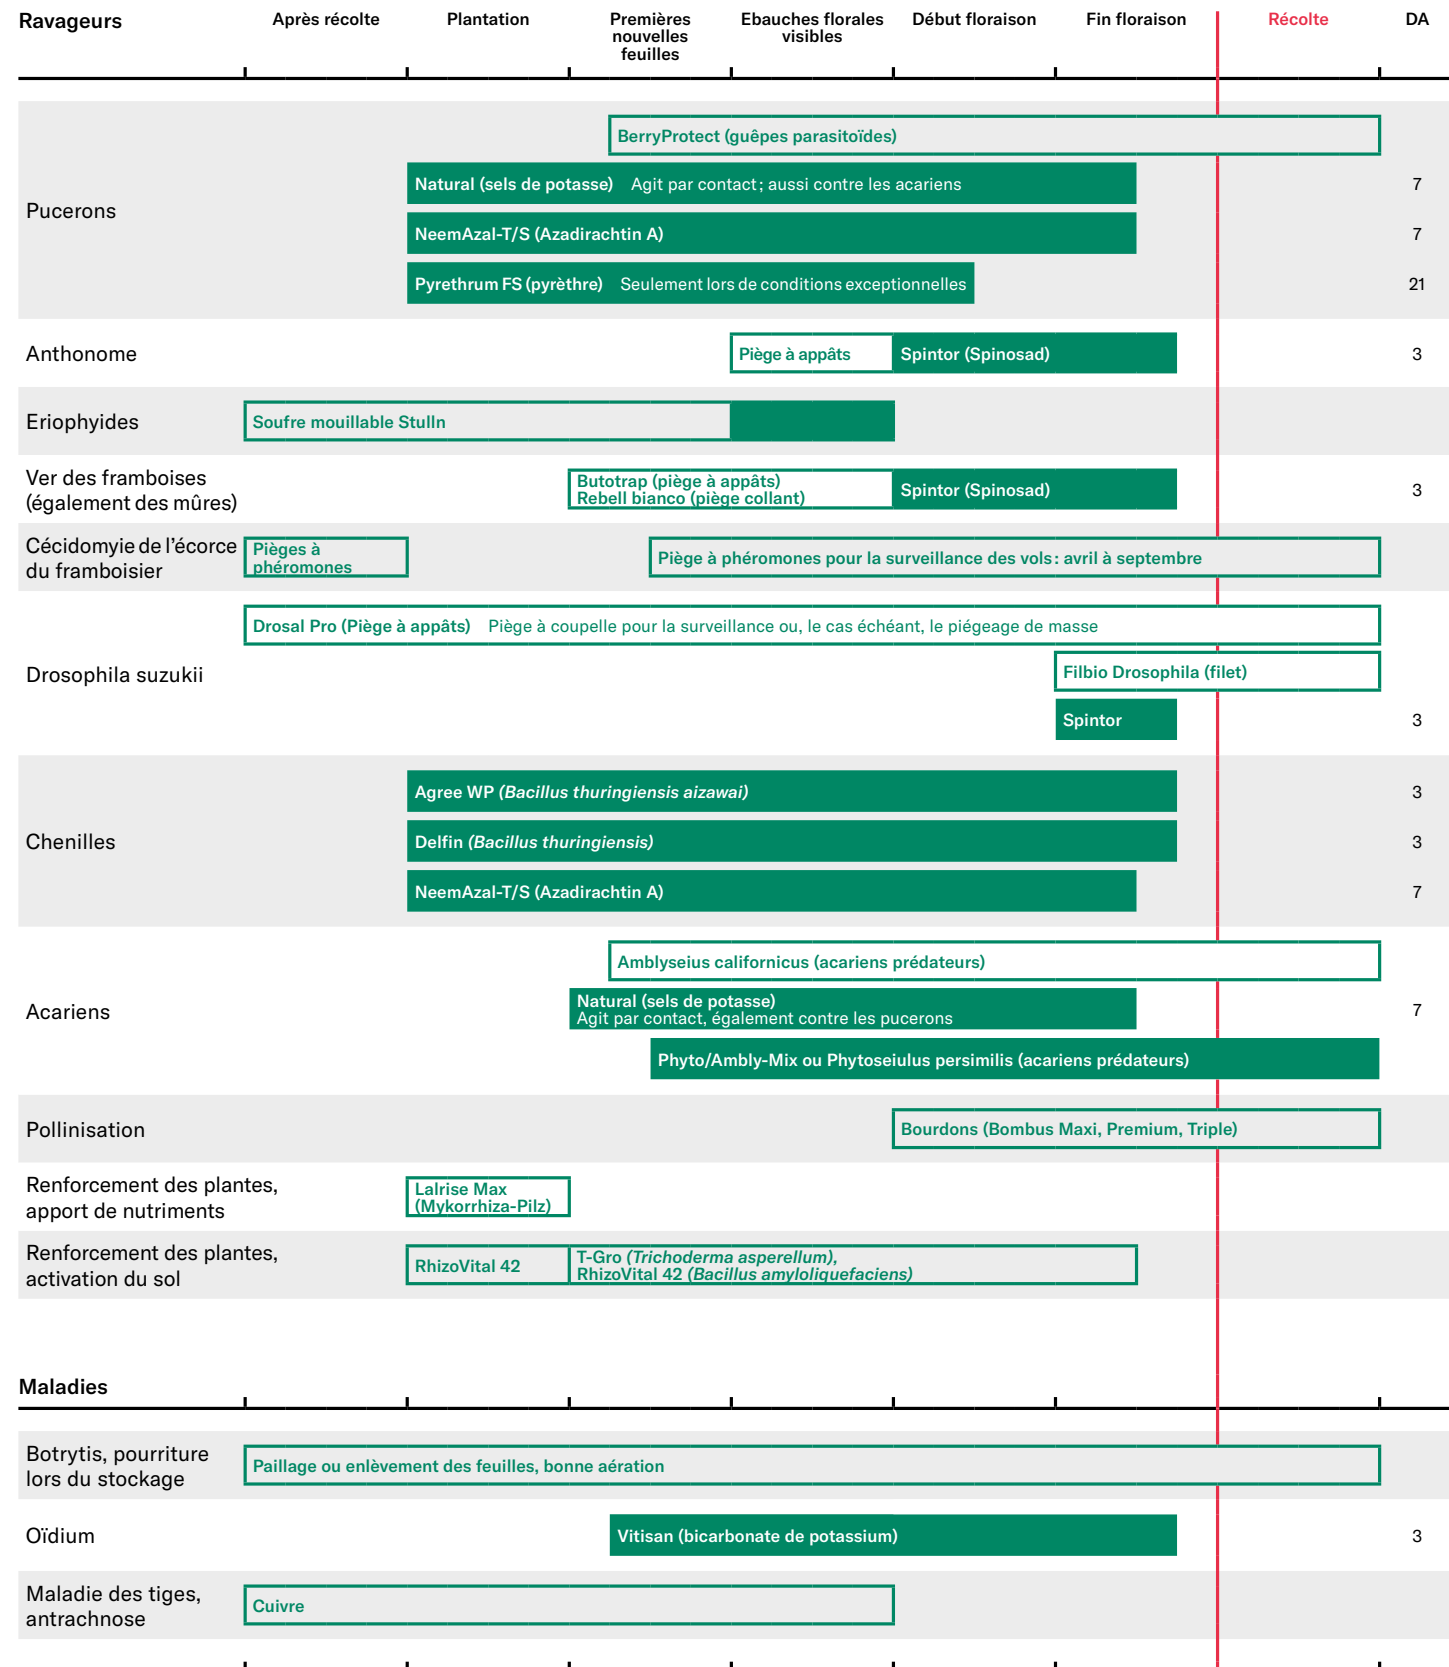 Ravageurs
Après récolte
Plantation
Premières
nouvelles
feuilles
Ebauches florales
visibles
Début floraison
Fin floraison
Récolte
DA
Pucerons
BerryProtect (guêpes parasitoïdes)
Natural (sels de potasse) Agit par contact ; aussi contre les acariens
7
NeemAzal-T/S (Azadirachtin A)
7
Pyrethrum FS (pyrèthre) Seulement lors de conditions exceptionnelles
21
Anthonome
Piège à appâts
Spintor (Spinosad)
3
Eriophyides
Soufre mouillable Stulln
Ver des framboises
(également des mûres)
Butotrap (piège à appâts)
Rebell bianco (piège collant)
Spintor (Spinosad)
3
Cécidomyie de l’écorce
du framboisier
Pièges à
phéromones
Piège à phéromones pour la surveillance des vols : avril à septembre
Drosophila suzukii
Drosal Pro (Piège à appâts) Piège à coupelle pour la surveillance ou, le cas échéant, le piégeage de masse
Filbio Drosophila (filet)
Spintor
3
Chenilles
Agree WP (Bacillus thuringiensis aizawai)
3
Delfin (Bacillus thuringiensis)
3
NeemAzal-T/S (Azadirachtin A)
7
Acariens
Amblyseius californicus (acariens prédateurs)
Natural (sels de potasse)
Agit par contact, également contre les pucerons
7
Phyto/Ambly-Mix ou Phytoseiulus persimilis (acariens prédateurs)
Pollinisation
Bourdons (Bombus Maxi, Premium, Triple)
Renforcement des plantes,
apport de nutriments
Lalrise Max
(Mykorrhiza-Pilz)
Renforcement des plantes,
activation du sol
RhizoVital 42
T-Gro (Trichoderma asperellum),
RhizoVital 42 (Bacillus amyloliquefaciens)
Maladies
Botrytis, pourriture
lors du stockage
Paillage ou enlèvement des feuilles, bonne aération
Oïdium
Vitisan (bicarbonate de potassium)
3
Maladie des tiges,
antrachnose
Cuivre